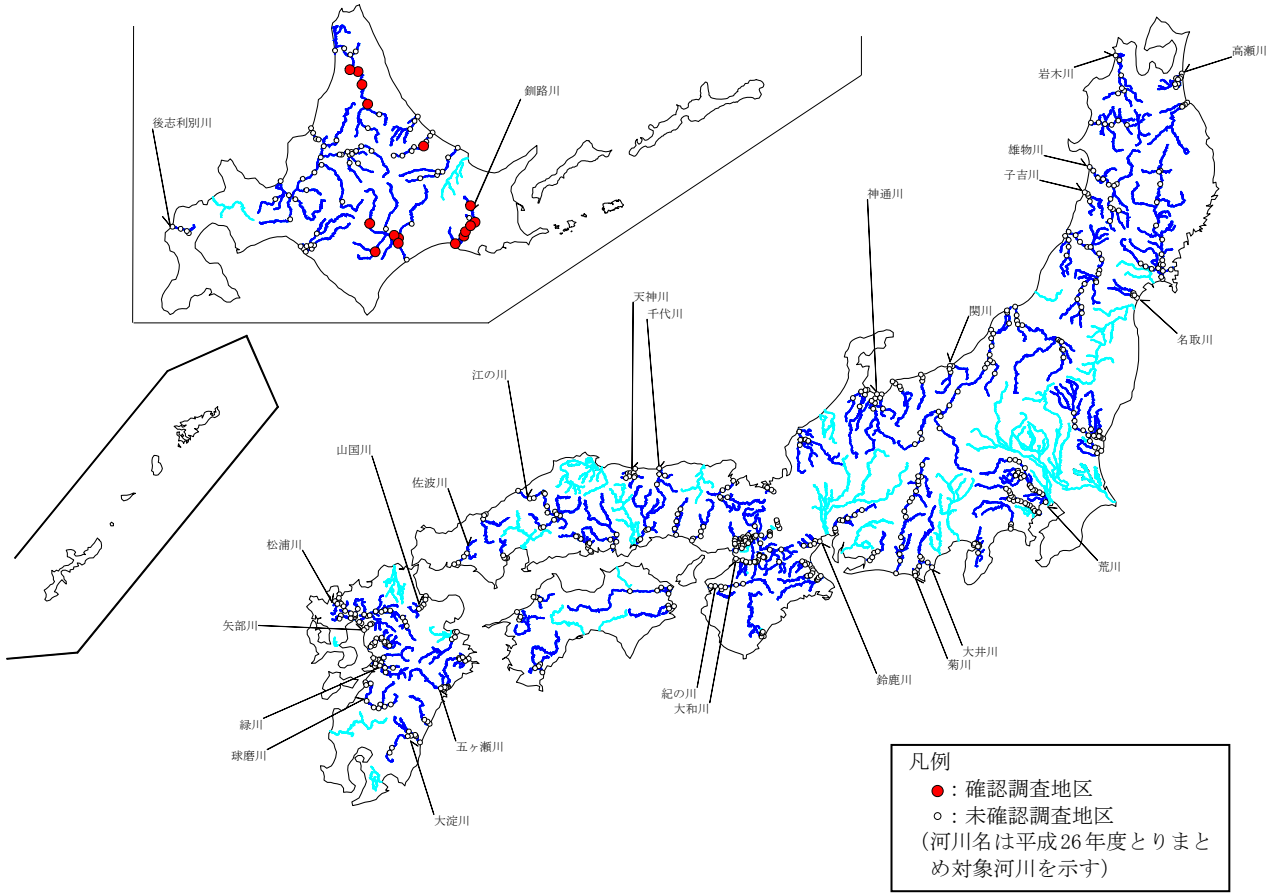 後志利別川
釧路川
岩木川
高瀬川
雄物川
子吉川
神通川
名取川
関川
天神川
千代川
江の川
山国川
佐波川
松浦川
矢部川
緑川
球磨川
五ヶ瀬川
大淀川
紀の川
大和川
鈴鹿川
菊川
大井川
荒川
凡例
：確認調査地区
：未確認調査地区
（河川名は平成26年度とりまと
め対象河川を示す）